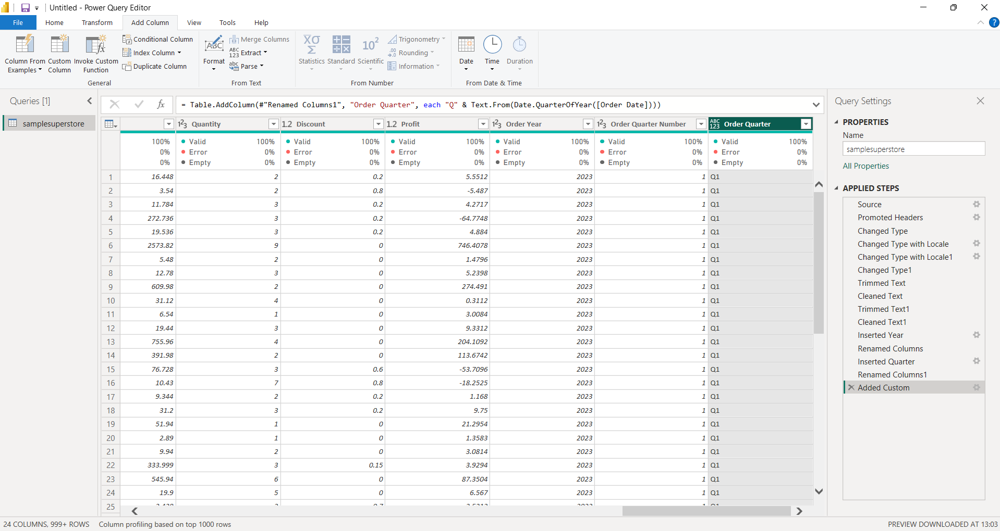 Untitled - Power Query Editor
File Home Transform Add Column View Tools Help ?
Column From Examples
Custom Column
Invoke Custom Function
Conditional Column
Index Column
Duplicate Column
General
ABC
Format
Merge Columns
ABC 123 Extract
abc Parse
From Text
XΣ Statistics
Standard
10² Scientific
Trigonometry
.00 Rounding
Information
From Number
Date
Time
Duration
From Date & Time
Queries [1]
samplesuperstore
fx = Table.AddColumn(#"Renamed Columns1", "Order Quarter", each "Q" & Text.From(Date.QuarterOfYear([Order Date])))
1²3 Quantity 1.2 Discount 1.2 Profit 1²3 Order Year 1²3 Order Quarter Number ABC 123 Order Quarter
100% Valid 100% Valid 100% Valid 100% Valid 100% Valid 100% Valid 100%
0% Error 0% Error 0% Error 0% Error 0% Error 0% Error 0%
0% Empty 0% Empty 0% Empty 0% Empty 0% Empty 0% Empty 0%
1 16.448 2 0.2 5.5512 2023 1 Q1
2 3.54 2 0.8 -5.487 2023 1 Q1
3 11.784 3 0.2 4.2717 2023 1 Q1
4 272.736 3 0.2 -64.7748 2023 1 Q1
5 19.536 3 0.2 4.884 2023 1 Q1
6 2573.82 9 0 746.4078 2023 1 Q1
7 5.48 2 0 1.4796 2023 1 Q1
8 12.78 3 0 5.2398 2023 1 Q1
9 609.98 2 0 274.491 2023 1 Q1
10 31.12 4 0 0.3112 2023 1 Q1
11 6.54 1 0 3.0084 2023 1 Q1
12 19.44 3 0 9.3312 2023 1 Q1
13 755.96 4 0 204.1092 2023 1 Q1
14 391.98 2 0 113.6742 2023 1 Q1
15 76.728 3 0.6 -53.7096 2023 1 Q1
16 10.43 7 0.8 -18.2525 2023 1 Q1
17 9.344 2 0.2 1.168 2023 1 Q1
18 31.2 3 0.2 9.75 2023 1 Q1
19 51.94 1 0 21.2954 2023 1 Q1
20 2.89 1 0 1.3583 2023 1 Q1
21 9.94 2 0 3.0814 2023 1 Q1
22 333.999 3 0.15 3.9294 2023 1 Q1
23 545.94 6 0 87.3504 2023 1 Q1
24 19.9 5 0 6.567 2023 1 Q1
25
Query Settings
PROPERTIES
Name
samplesuperstore
All Properties
APPLIED STEPS
Source
Promoted Headers
Changed Type
Changed Type with Locale
Changed Type with Locale1
Changed Type1
Trimmed Text
Cleaned Text
Trimmed Text1
Cleaned Text1
Inserted Year
Renamed Columns
Inserted Quarter
Renamed Columns1
Added Custom
24 COLUMNS, 999+ ROWS Column profiling based on top 1000 rows PREVIEW DOWNLOADED AT 13:03